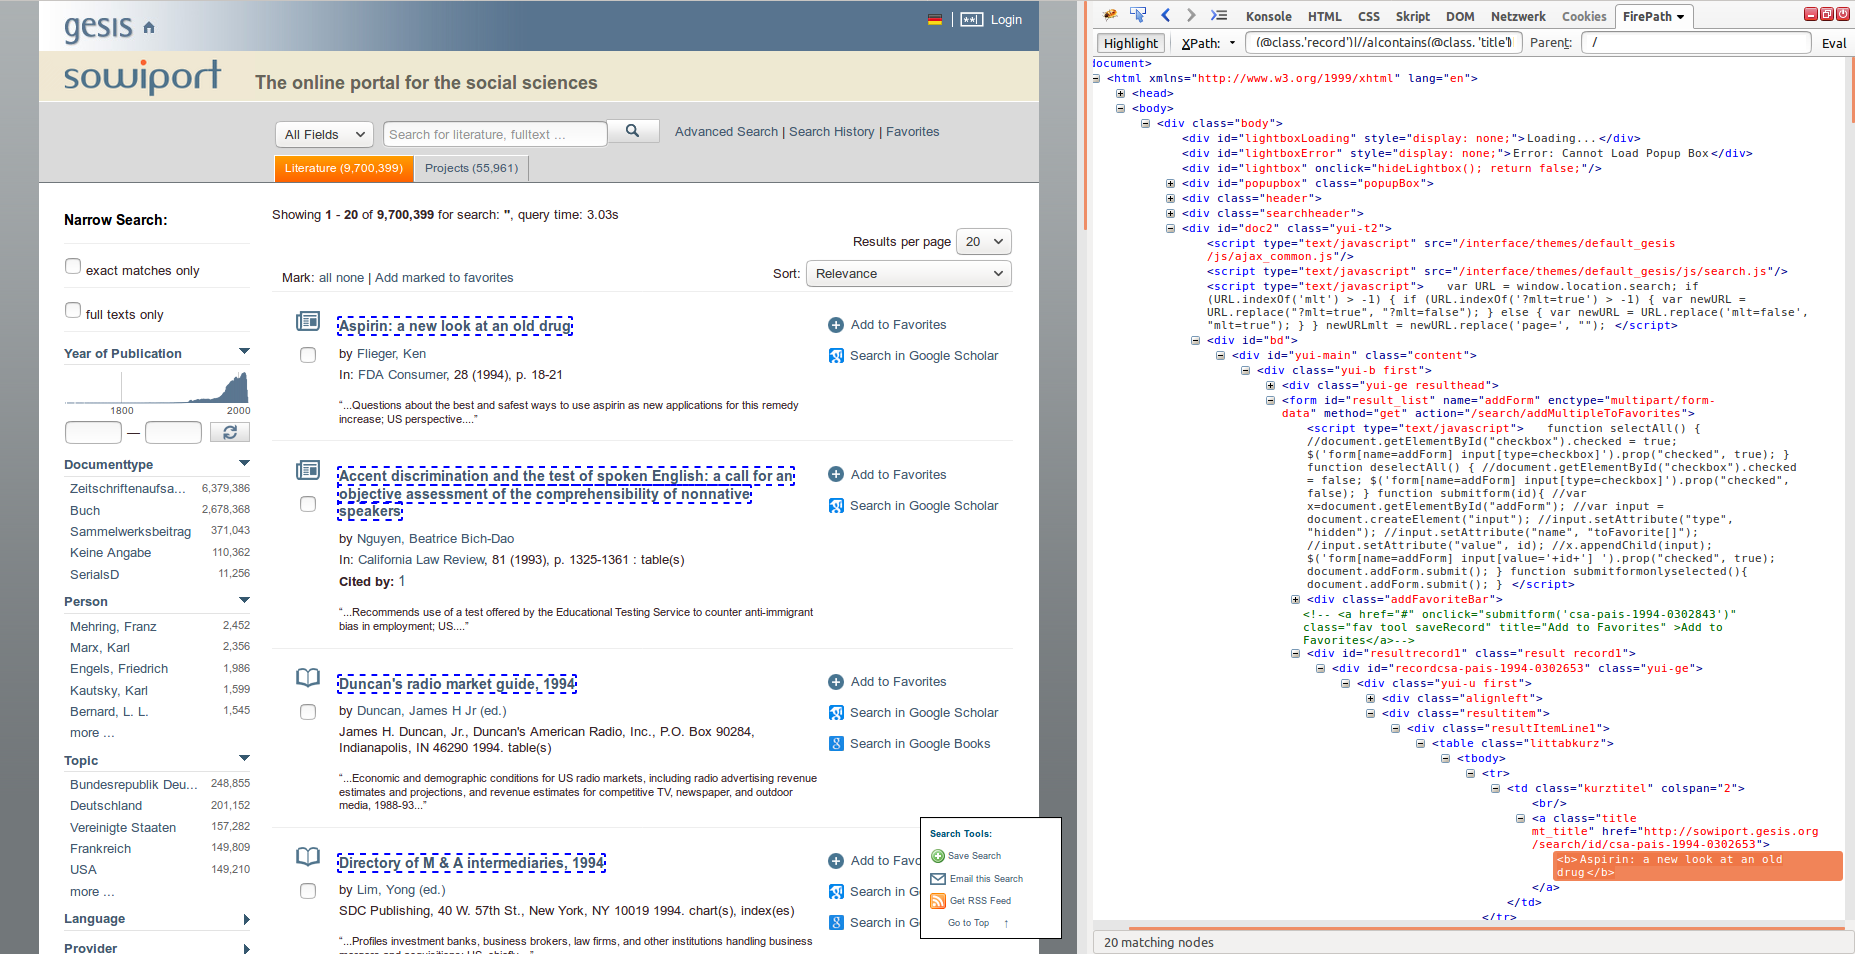 gesis
Login
sowiport
The online portal for the social sciences
All Fields
Search for literature, fulltext ...
Advanced Search | Search History | Favorites
Literature (9,700,399)
Projects (55,961)
Narrow Search:
exact matches only
full texts only
Year of Publication
1800
2000
—
Documenttype
Zeitschriftenaufsa... 6,379,386
Buch 2,678,368
Sammelwerksbeitrag 371,043
Keine Angabe 110,362
SerialsD 11,256
Person
Mehring, Franz 2,452
Marx, Karl 2,356
Engels, Friedrich 1,986
Kautsky, Karl 1,599
Bernard, L. L. 1,545
more ...
Topic
Bundesrepublik Deu... 248,855
Deutschland 201,152
Vereinigte Staaten 157,282
Frankreich 149,809
USA 149,210
more ...
Language
Provider
Showing 1 - 20 of 9,700,399 for search: '', query time: 3.03s
Results per page 20
Mark: all none | Add marked to favorites
Sort: Relevance
Aspirin: a new look at an old drug
by Flieger, Ken
In: FDA Consumer, 28 (1994), p. 18-21
“...Questions about the best and safest ways to use aspirin as new applications for this remedy
increase; US perspective....”
Add to Favorites
Search in Google Scholar
Accent discrimination and the test of spoken English: a call for an
objective assessment of the comprehensibility of nonnative
speakers
by Nguyen, Beatrice Bich-Dao
In: California Law Review, 81 (1993), p. 1325-1361 : table(s)
Cited by: 1
“...Recommends use of a test offered by the Educational Testing Service to counter anti-immigrant
bias in employment; US....”
Add to Favorites
Search in Google Scholar
Duncan's radio market guide, 1994
by Duncan, James H Jr (ed.)
James H. Duncan, Jr., Duncan's American Radio, Inc., P.O. Box 90284,
Indianapolis, IN 46290 1994. table(s)
“...Economic and demographic conditions for US radio markets, including radio advertising revenue
estimates and projections, and revenue estimates for competitive TV, newspaper, and outdoor
media, 1988-93...”
Add to Favorites
Search in Google Scholar
Search in Google Books
Directory of M & A intermediaries, 1994
by Lim, Yong (ed.)
SDC Publishing, 40 W. 57th St., New York, NY 10019 1994. chart(s), index(es)
“...Profiles investment banks, business brokers, law firms, and other institutions handling business
Add to Favo
Search in G
Search in G
Search Tools:
Save Search
Email this Search
Get RSS Feed
Go to Top ↑
Konsole HTML CSS Skript DOM Netzwerk Cookies FirePath
Highlight XPath: (@class,'record')]//a[contains(@class, 'title') Parent: / Eval
document>
<html xmlns="http://www.w3.org/1999/xhtml" lang="en">
<head>
<body>
<div class="body">
<div id="lightboxLoading" style="display: none;">Loading...</div>
<div id="lightboxError" style="display: none;">Error: Cannot Load Popup Box</div>
<div id="lightbox" onclick="hideLightbox(); return false;"/>
<div id="popupbox" class="popupBox">
<div class="header">
<div class="searchheader">
<div id="doc2" class="yui-t2">
<script type="text/javascript" src="/interface/themes/default_gesis
/js/ajax_common.js"/>
<script type="text/javascript" src="/interface/themes/default_gesis/js/search.js"/>
<script type="text/javascript"> var URL = window.location.search; if
(URL.indexOf('mlt') > -1) { if (URL.indexOf('?mlt=true') > -1) { var newURL =
URL.replace("?mlt=true", "?mlt=false"); } else { var newURL = URL.replace('mlt=false',
"mlt=true"); } } newURLmlt = newURL.replace('page=', ""); </script>
<div id="bd">
<div id="yui-main" class="content">
<div class="yui-b first">
<div class="yui-ge resulthead">
<form id="result_list" name="addForm" enctype="multipart/form-
data" method="get" action="/search/addMultipleToFavorites">
<script type="text/javascript"> function selectAll() {
//document.getElementById("checkbox").checked = true;
$('form[name=addForm] input[type=checkbox]').prop("checked", true); }
function deselectAll() { //document.getElementById("checkbox").checked
= false; $('form[name=addForm] input[type=checkbox]').prop("checked",
false); } function submitform(id){ //var
x=document.getElementById("addForm"); //var input =
document.createElement("input"); //input.setAttribute("type",
"hidden"); //input.setAttribute("name", "toFavorite[]");
//input.setAttribute("value", id); //x.appendChild(input);
$('form[name=addForm] input[value='+id+'] ').prop("checked", true);
document.addForm.submit(); } function submitformonlyselected(){
document.addForm.submit(); } </script>
<div class="addFavoriteBar">
<!-- <a href="#" onclick="submitform('csa-pais-1994-0302843')"
class="fav tool saveRecord" title="Add to Favorites" >Add to
Favorites</a>-->
<div id="resultrecord1" class="result record1">
<div id="recordcsa-pais-1994-0302653" class="yui-ge">
<div class="yui-u first">
<div class="alignleft">
<div class="resultitem">
<div class="resultItemLine1">
<table class="littabkurz">
<tbody>
<tr>
<td class="kurztitel" colspan="2">
<br/>
<a class="title
mt_title" href="http://sowiport.gesis.org
/search/id/csa-pais-1994-0302653">
<b>Aspirin: a new look at an old
drug</b>
</a>
</td>
</tr>
20 matching nodes